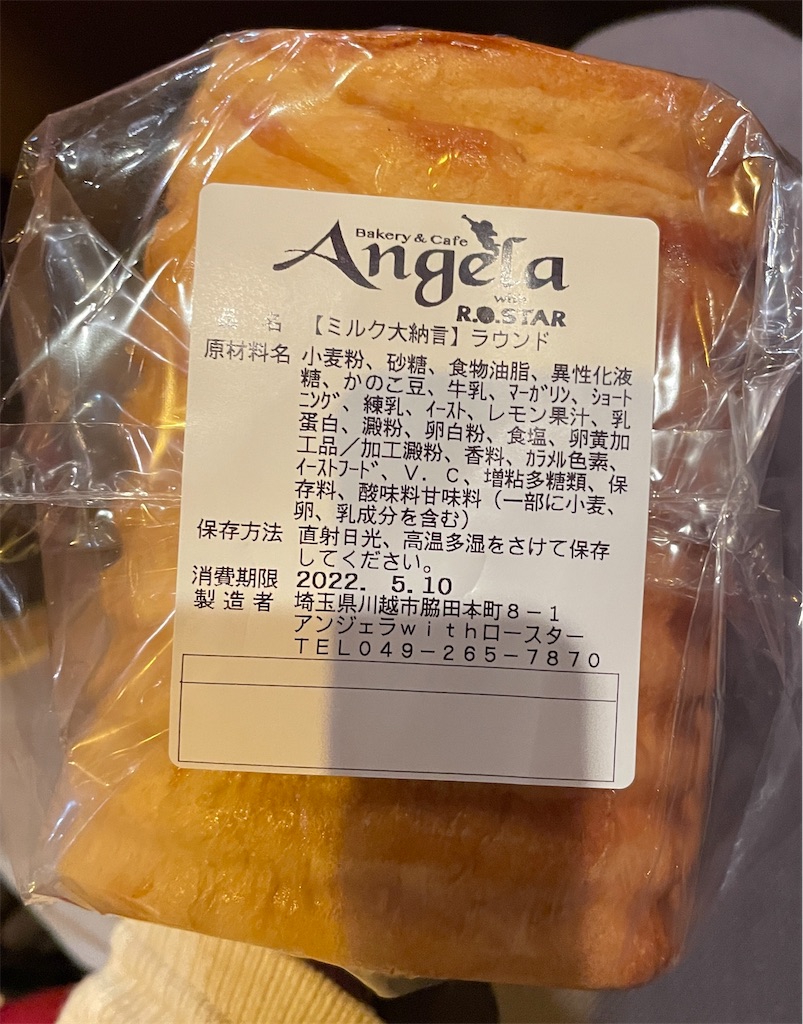 Bakery & Cafe
Angela
with
R.O.STAR
品　名 【ミルク大納言】ラウンド
原材料名 小麦粉、砂糖、食物油脂、異性化液
糖、かのこ豆、牛乳、ﾏｰｶﾞﾘﾝ、ｼｮｰﾄ
ﾆﾝｸﾞ、練乳、ｲｰｽﾄ、レモン果汁、乳
蛋白、澱粉、卵白粉、食塩、卵黄加
工品／加工澱粉、香料、ｶﾗﾒﾙ色素、
ｲｰｽﾄﾌｰﾄﾞ、Ｖ．Ｃ、増粘多糖類、保
存料、酸味料甘味料（一部に小麦、
卵、乳成分を含む）
保存方法 直射日光、高温多湿をさけて保存
してください。
消費期限 2022. 5.10
製造者 埼玉県川越市脇田本町８－１
アンジェラｗｉｔｈロースター
ＴＥＬ０４９－２６５－７８７０